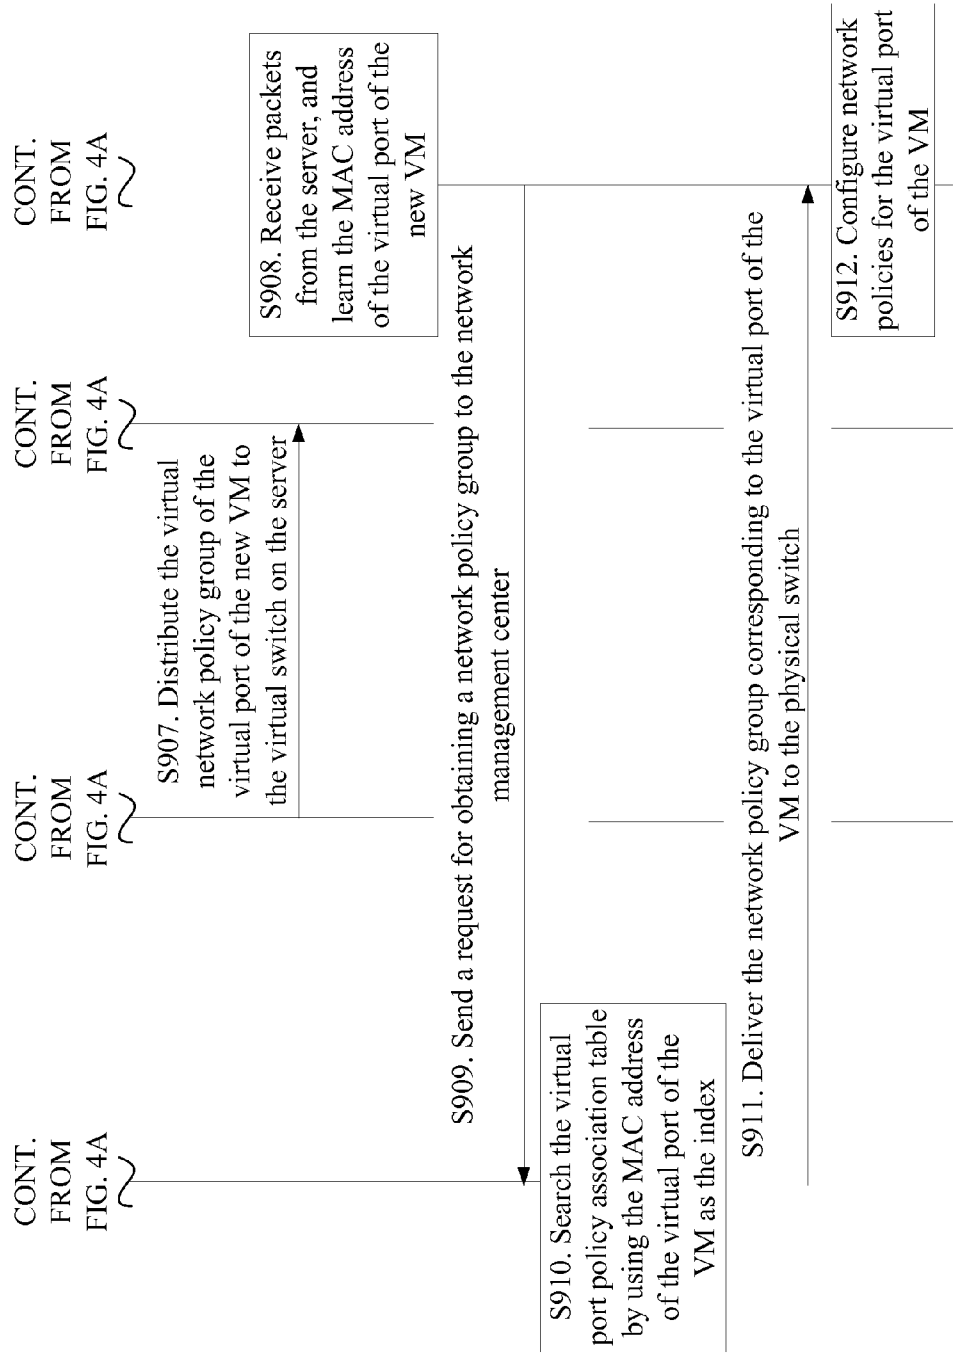 CONT.
FROM
FIG. 4A
CONT.
FROM
FIG. 4A
CONT.
FROM
FIG. 4A
CONT.
FROM
FIG. 4A
S907. Distribute the virtual
network policy group of the
virtual port of the new VM to
the virtual switch on the server
S908. Receive packets
from the server, and
learn the MAC address
of the virtual port of the
new VM
S909. Send a request for obtaining a network policy group to the network
management center
S910. Search the virtual
port policy association table
by using the MAC address
of the virtual port of the
VM as the index
S911. Deliver the network policy group corresponding to the virtual port of the
VM to the physical switch
S912. Configure network
policies for the virtual port
of the VM